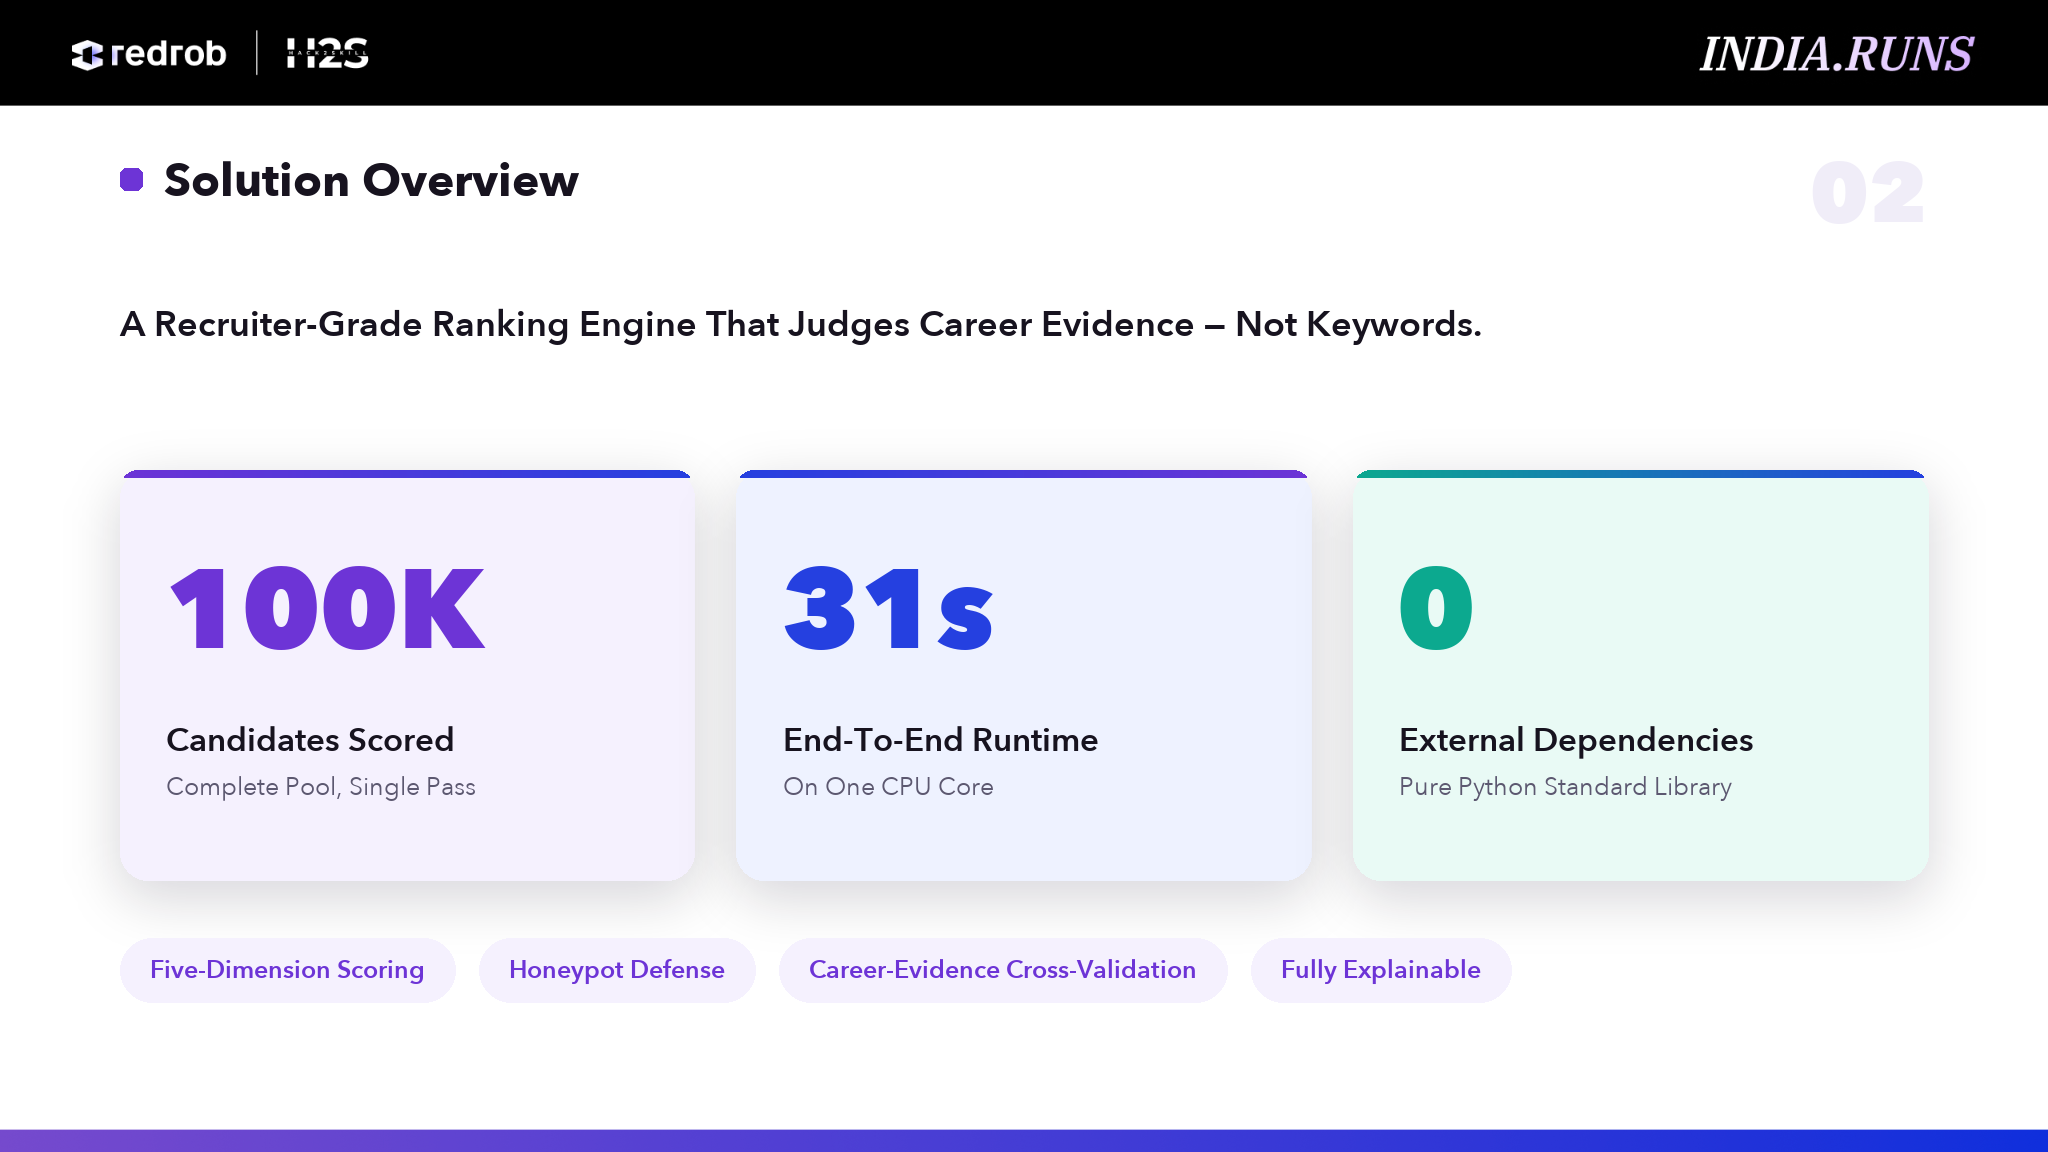 redrob
H2S
HACK2SKILL
INDIA.RUNS
Solution Overview
02
A Recruiter-Grade Ranking Engine That Judges Career Evidence – Not Keywords.
100K
Candidates Scored
Complete Pool, Single Pass
31s
End-To-End Runtime
On One CPU Core
0
External Dependencies
Pure Python Standard Library
Five-Dimension Scoring
Honeypot Defense
Career-Evidence Cross-Validation
Fully Explainable